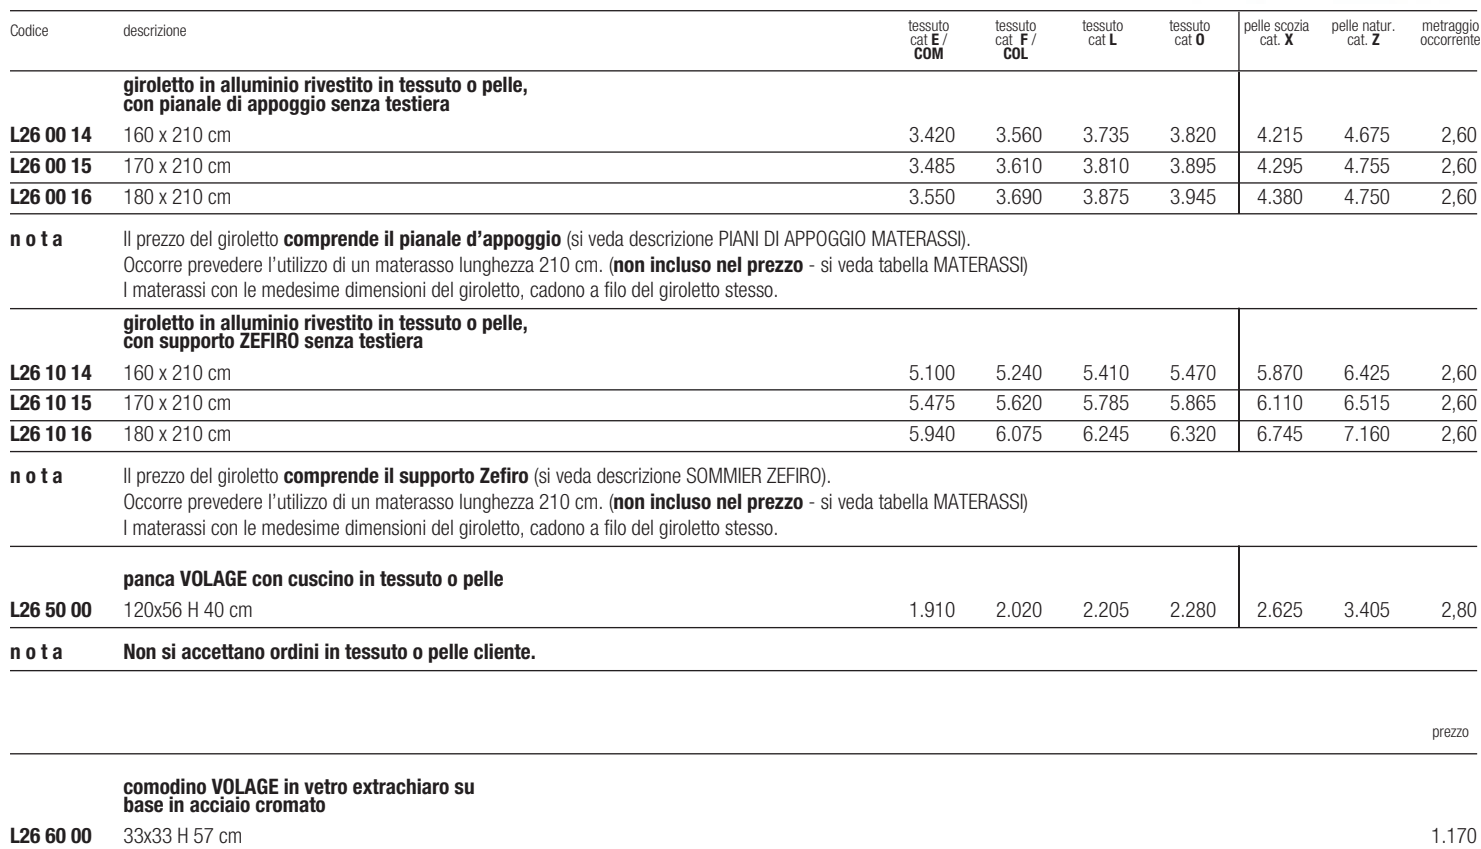 Codice descrizione tessuto cat E / COM tessuto cat F / COL tessuto cat L tessuto cat O pelle scozia cat. X pelle natur. cat. Z metraggio occorrente
giroletto in alluminio rivestito in tessuto o pelle,
con pianale di appoggio senza testiera
L26 00 14 160 x 210 cm 3.420 3.560 3.735 3.820 4.215 4.675 2,60
L26 00 15 170 x 210 cm 3.485 3.610 3.810 3.895 4.295 4.755 2,60
L26 00 16 180 x 210 cm 3.550 3.690 3.875 3.945 4.380 4.750 2,60
n o t a Il prezzo del giroletto comprende il pianale d'appoggio (si veda descrizione PIANI DI APPOGGIO MATERASSI).
Occorre prevedere l'utilizzo di un materasso lunghezza 210 cm. (non incluso nel prezzo - si veda tabella MATERASSI)
I materassi con le medesime dimensioni del giroletto, cadono a filo del giroletto stesso.
giroletto in alluminio rivestito in tessuto o pelle,
con supporto ZEFIRO senza testiera
L26 10 14 160 x 210 cm 5.100 5.240 5.410 5.470 5.870 6.425 2,60
L26 10 15 170 x 210 cm 5.475 5.620 5.785 5.865 6.110 6.515 2,60
L26 10 16 180 x 210 cm 5.940 6.075 6.245 6.320 6.745 7.160 2,60
n o t a Il prezzo del giroletto comprende il supporto Zefiro (si veda descrizione SOMMIER ZEFIRO).
Occorre prevedere l'utilizzo di un materasso lunghezza 210 cm. (non incluso nel prezzo - si veda tabella MATERASSI)
I materassi con le medesime dimensioni del giroletto, cadono a filo del giroletto stesso.
panca VOLAGE con cuscino in tessuto o pelle
L26 50 00 120x56 H 40 cm 1.910 2.020 2.205 2.280 2.625 3.405 2,80
n o t a Non si accettano ordini in tessuto o pelle cliente.
prezzo
comodino VOLAGE in vetro extrachiaro su
base in acciaio cromato
L26 60 00 33x33 H 57 cm 1.170